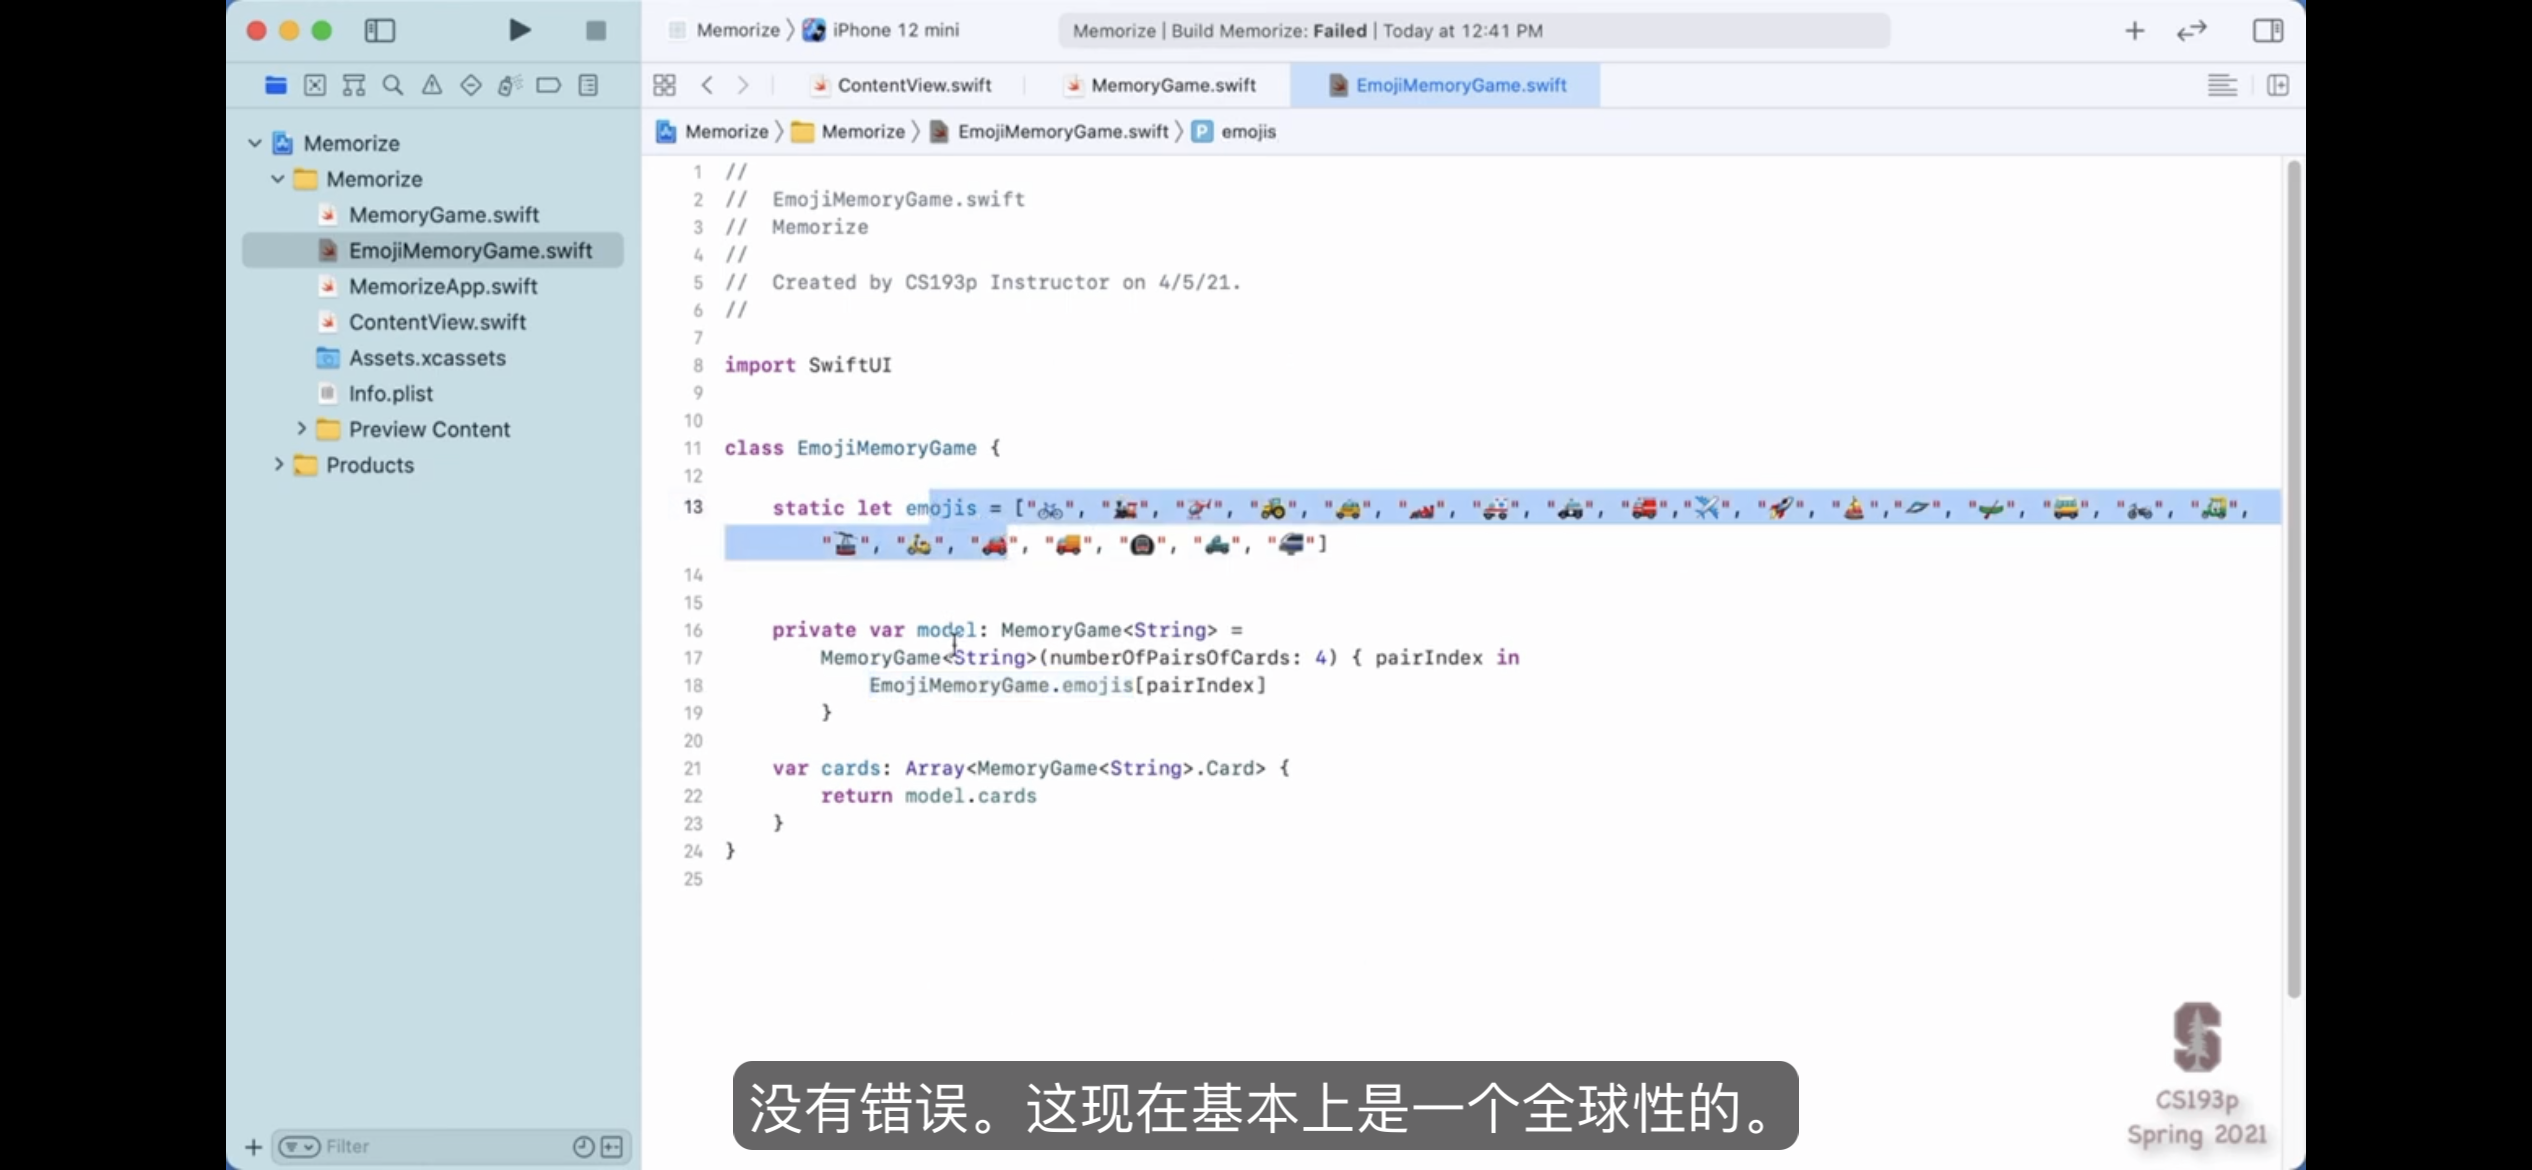 Memorize 〉 iPhone 12 mini
Memorize | Build Memorize: Failed | Today at 12:41 PM
ContentView.swift
MemoryGame.swift
EmojiMemoryGame.swift
Memorize 〉 Memorize 〉 EmojiMemoryGame.swift 〉 P emojis
Memorize
Memorize
MemoryGame.swift
EmojiMemoryGame.swift
MemorizeApp.swift
ContentView.swift
Assets.xcassets
Info.plist
Preview Content
Products
Filter
1 //
2 //  EmojiMemoryGame.swift
3 //  Memorize
4 //
5 //  Created by CS193p Instructor on 4/5/21.
6 //
7
8 import SwiftUI
9
10
11 class EmojiMemoryGame {
12
13 static let emojis = ["🚲", "🚂", "🚁", "🚜", "🚕", "🏎", "🚑", "🚓", "🚒","✈️", "🚀", "⛵️","🛸", "🛶", "🚌", "🏍", "🛺",
"🚠", "🛵", "🚗", "🚚", "🚇", "🛻", "🚝"]
14
15
16 private var model: MemoryGame<String> =
17 MemoryGame<String>(numberOfPairsOfCards: 4) { pairIndex in
18 EmojiMemoryGame.emojis[pairIndex]
19 }
20
21 var cards: Array<MemoryGame<String>.Card> {
22 return model.cards
23 }
24 }
25
没有错误。这现在基本上是一个全球性的。
S
CS193p
Spring 2021